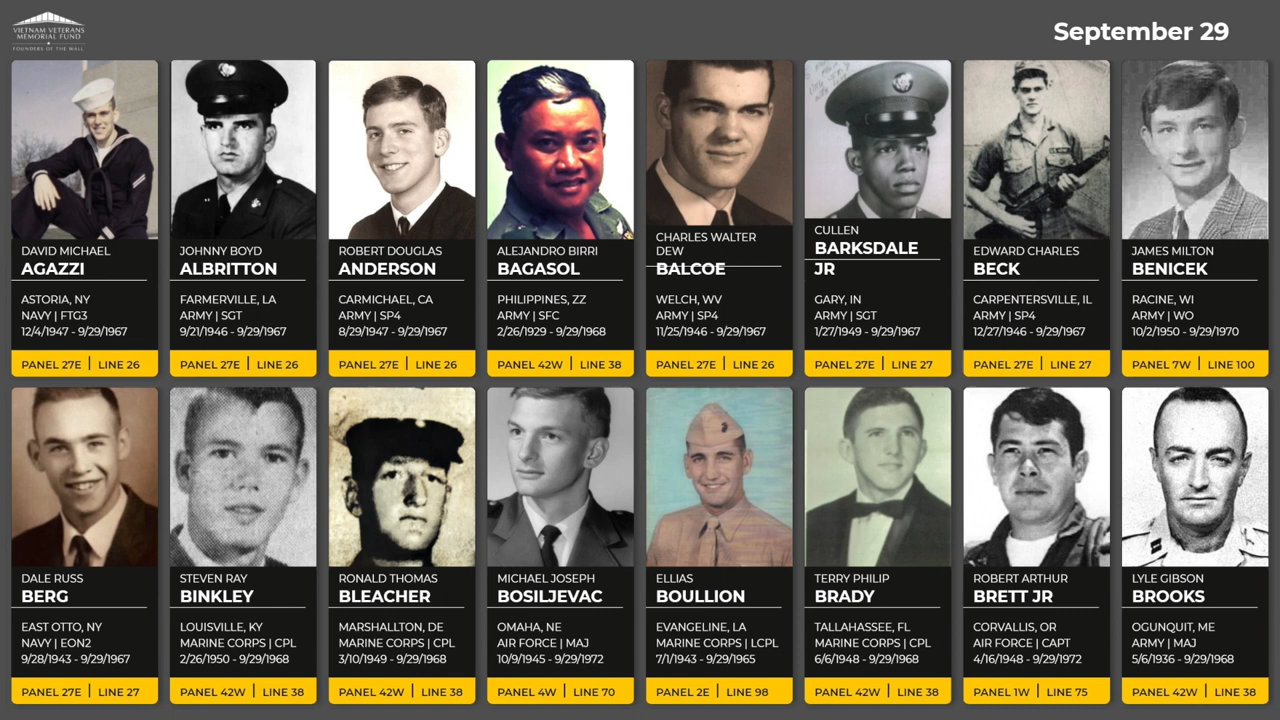 VIETNAM VETERANS
MEMORIAL FUND
FOUNDERS OF THE WALL
September 29
DAVID MICHAEL
AGAZZI
ASTORIA, NY
NAVY | FTG3
12/4/1947 - 9/29/1967
PANEL 27E | LINE 26
JOHNNY BOYD
ALBRITTON
FARMERVILLE, LA
ARMY | SGT
9/21/1946 - 9/29/1967
PANEL 27E | LINE 26
ROBERT DOUGLAS
ANDERSON
CARMICHAEL, CA
ARMY | SP4
8/29/1947 - 9/29/1967
PANEL 27E | LINE 26
ALEJANDRO BIRRI
BAGASOL
PHILIPPINES, ZZ
ARMY | SFC
2/26/1929 - 9/29/1968
PANEL 42W | LINE 38
CHARLES WALTER
DEW
BALCOE
WELCH, WV
ARMY | SP4
11/25/1946 - 9/29/1967
PANEL 27E | LINE 26
CULLEN
BARKSDALE
JR
GARY, IN
ARMY | SGT
1/27/1949 - 9/29/1967
PANEL 27E | LINE 27
EDWARD CHARLES
BECK
CARPENTERSVILLE, IL
ARMY | SP4
12/27/1946 - 9/29/1967
PANEL 27E | LINE 27
JAMES MILTON
BENICEK
RACINE, WI
ARMY | WO
10/2/1950 - 9/29/1970
PANEL 7W | LINE 100
DALE RUSS
BERG
EAST OTTO, NY
NAVY | EON2
9/28/1943 - 9/29/1967
PANEL 27E | LINE 27
STEVEN RAY
BINKLEY
LOUISVILLE, KY
MARINE CORPS | CPL
2/26/1950 - 9/29/1968
PANEL 42W | LINE 38
RONALD THOMAS
BLEACHER
MARSHALLTON, DE
MARINE CORPS | CPL
3/10/1949 - 9/29/1968
PANEL 42W | LINE 38
MICHAEL JOSEPH
BOSILJEVAC
OMAHA, NE
AIR FORCE | MAJ
10/9/1945 - 9/29/1972
PANEL 4W | LINE 70
ELLIAS
BOULLION
EVANGELINE, LA
MARINE CORPS | LCPL
7/1/1943 - 9/29/1965
PANEL 2E | LINE 98
TERRY PHILIP
BRADY
TALLAHASSEE, FL
MARINE CORPS | CPL
6/6/1948 - 9/29/1968
PANEL 42W | LINE 38
ROBERT ARTHUR
BRETT JR
CORVALLIS, OR
AIR FORCE | CAPT
4/16/1948 - 9/29/1972
PANEL 1W | LINE 75
LYLE GIBSON
BROOKS
OGUNQUIT, ME
ARMY | MAJ
5/6/1936 - 9/29/1968
PANEL 42W | LINE 38